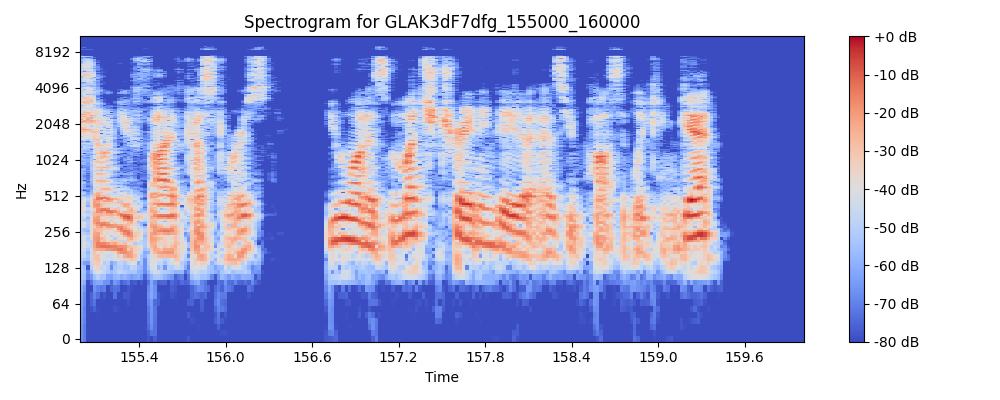 Spectrogram for GLAK3dF7dfg_155000_160000
8192
4096
2048
1024
512
256
128
64
0
Hz
155.4 156.0 156.6 157.2 157.8 158.4 159.0 159.6
Time
+0 dB
-10 dB
-20 dB
-30 dB
-40 dB
-50 dB
-60 dB
-70 dB
-80 dB